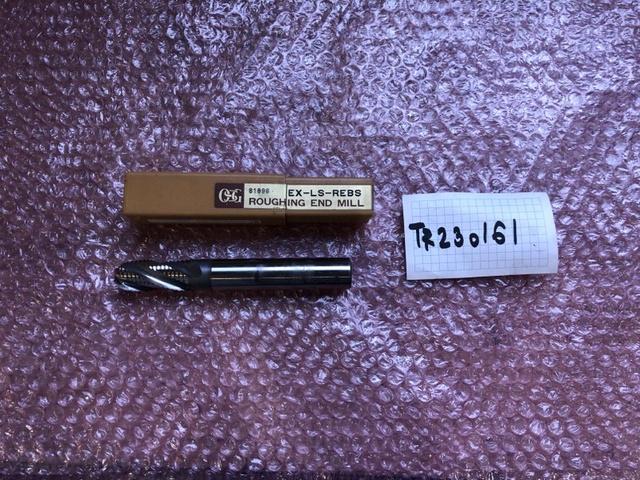 OSG 81896 EX-LS-REBS
ROUGHING END MILL
TR230161